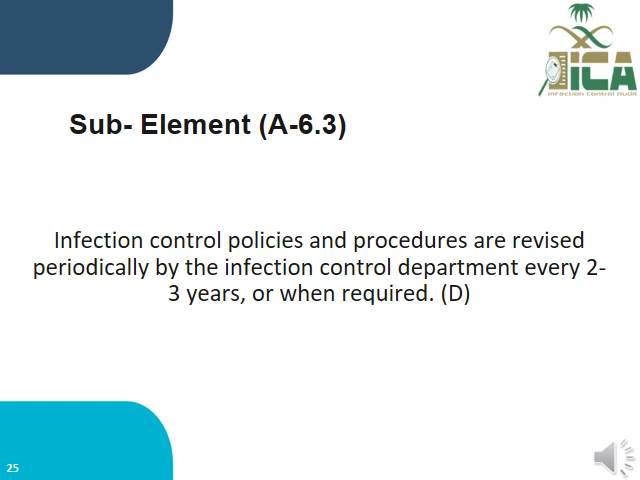 iCA
Infection Control Audit
Sub- Element (A-6.3)
Infection control policies and procedures are revised
periodically by the infection control department every 2-
3 years, or when required. (D)
25